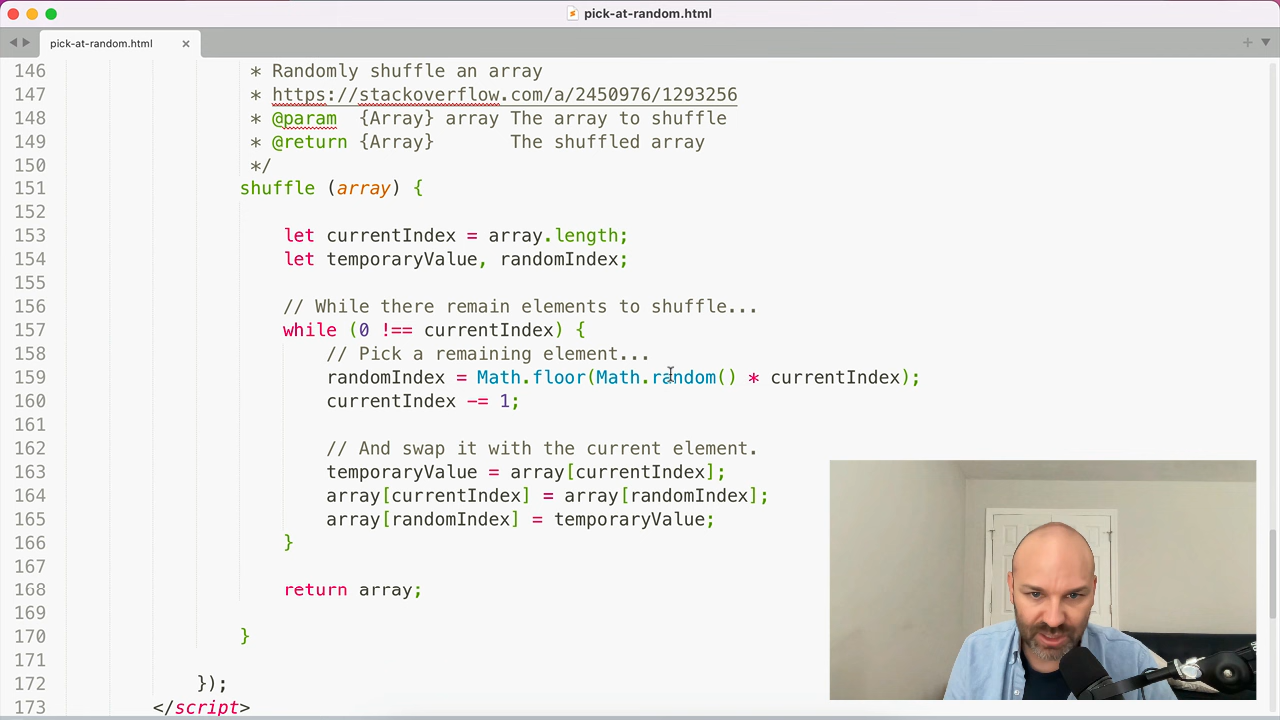 pick-at-random.html
pick-at-random.html
146 * Randomly shuffle an array
147 * https://stackoverflow.com/a/2450976/1293256
148 * @param  {Array} array The array to shuffle
149 * @return {Array}       The shuffled array
150 */
151 shuffle (array) {
152
153 let currentIndex = array.length;
154 let temporaryValue, randomIndex;
155
156 // While there remain elements to shuffle...
157 while (0 !== currentIndex) {
158 // Pick a remaining element...
159 randomIndex = Math.floor(Math.random() * currentIndex);
160 currentIndex -= 1;
161
162 // And swap it with the current element.
163 temporaryValue = array[currentIndex];
164 array[currentIndex] = array[randomIndex];
165 array[randomIndex] = temporaryValue;
166 }
167
168 return array;
169
170 }
171
172 });
173 </script>